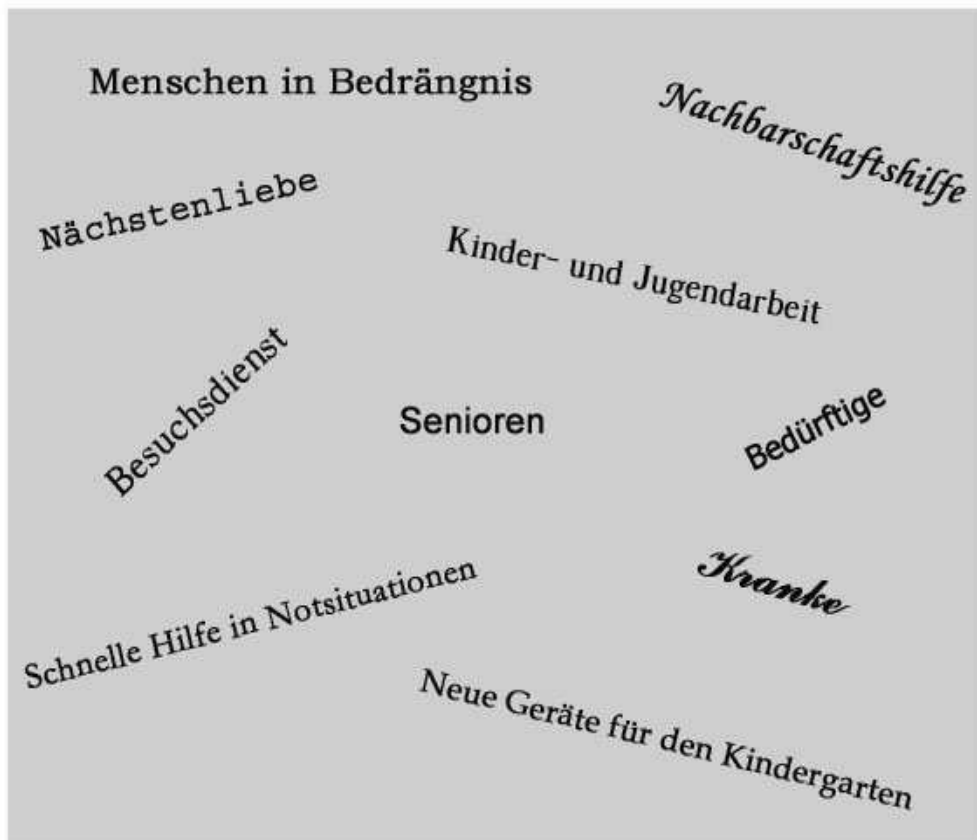 Menschen in Bedrängnis
Nachbarschaftshilfe
Nächstenliebe
Kinder- und Jugendarbeit
Besuchsdienst
Senioren
Bedürftige
Kranke
Schnelle Hilfe in Notsituationen
Neue Geräte für den Kindergarten